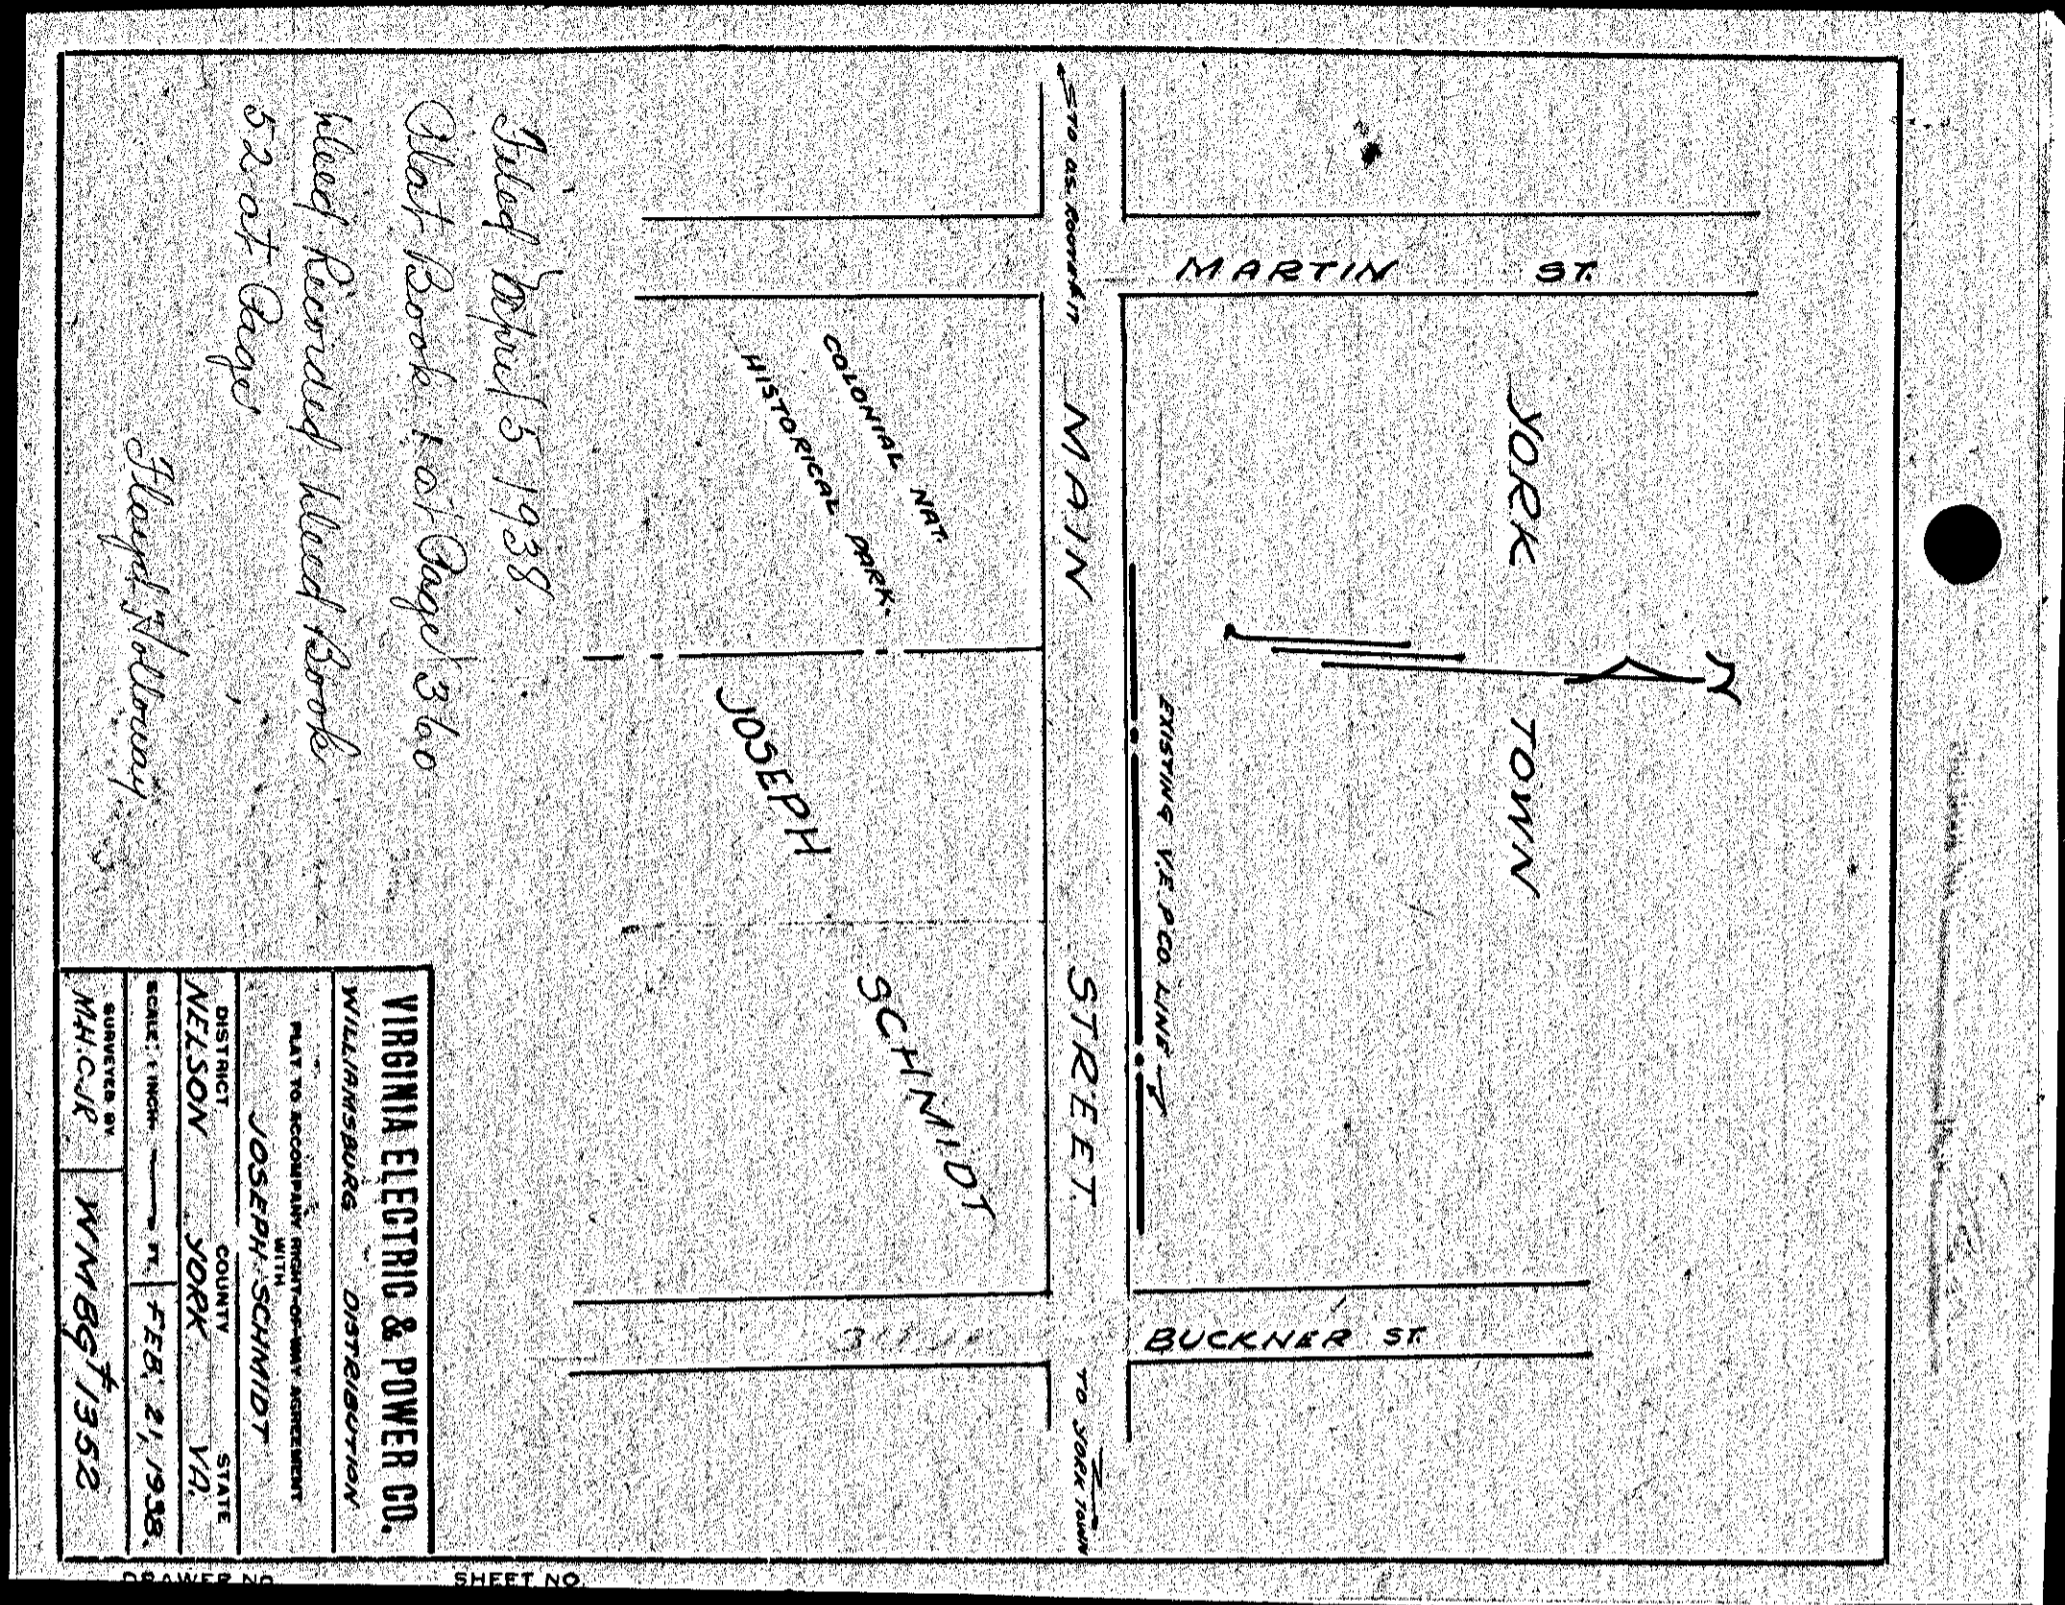 YORK TOWN
MARTIN ST.
BUCKNER ST.
EXISTING V.E.P.CO. LINE
TO U.S. ROUTE # 17
MAIN STREET
TO YORK TOWN
COLONIAL NAT.
HISTORICAL PARK.
JOSEPH SCHMIDT
Filed April 5 1938.
Plat Book 1 at Page 360
Deed Recorded Deed Book
52 at Page
Floyd Holloway
VIRGINIA ELECTRIC & POWER CO.
WILLIAMSBURG DISTRIBUTION
PLAT TO ACCOMPANY RIGHT-OF-WAY AGREEMENT
WITH
JOSEPH SCHMIDT
DISTRICT COUNTY STATE
NELSON YORK VA.
SCALE: 1 INCH — FT. FEB. 21, 1938.
SURVEYED BY
M.H.C. JR. WMBG # 1352
DRAWER NO. SHEET NO.